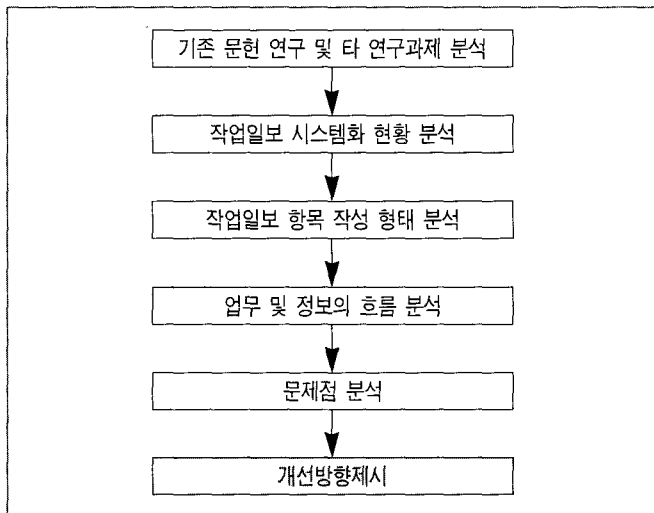 기존 문헌 연구 및 타 연구과제 분석
작업일보 시스템화 현황 분석
작업일보 항목 작성 형태 분석
업무 및 정보의 흐름 분석
문제점 분석
개선방향제시